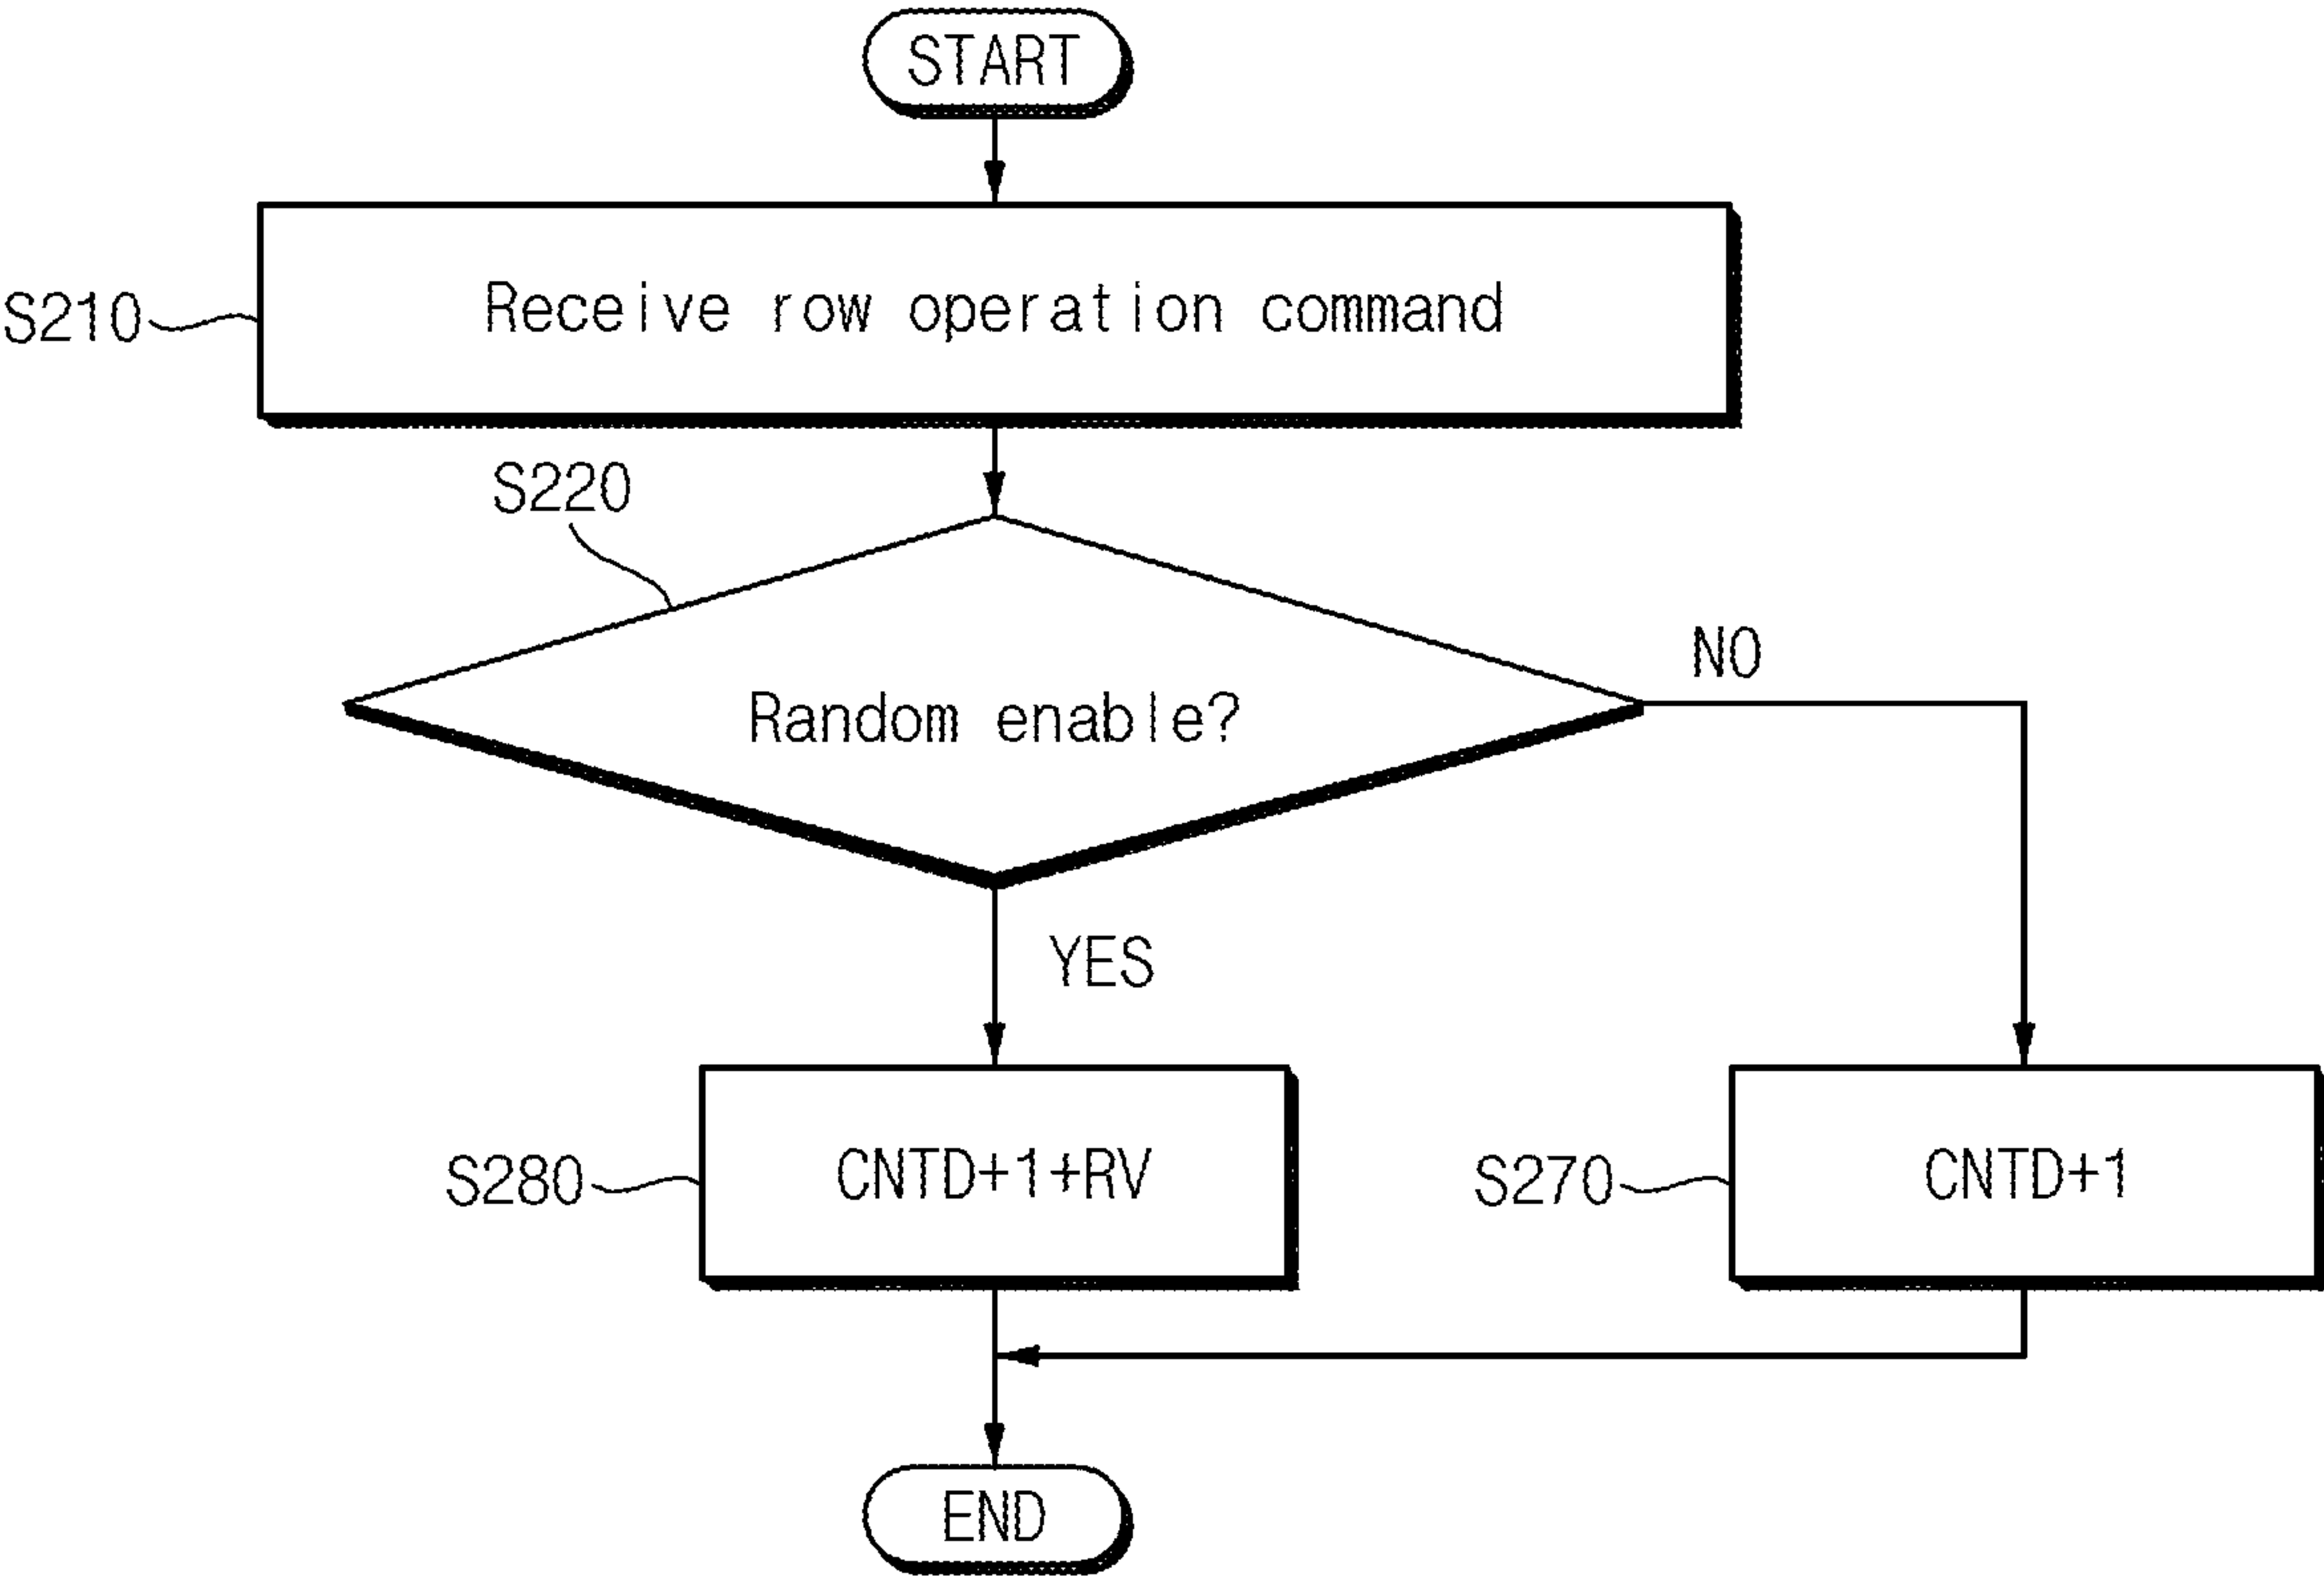 START
S210
Receive row operation command
S220
Random enable?
NO
YES
S280
CNTD+1+RV
S270
CNTD+1
END